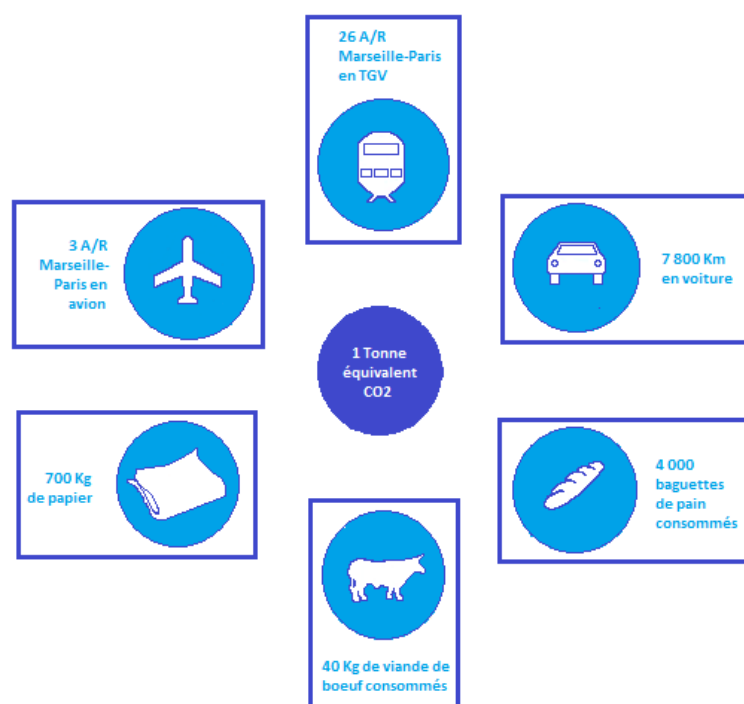 26 A/R
Marseille-Paris
en TGV
3 A/R
Marseille-
Paris en
avion
7 800 Km
en voiture
1 Tonne
équivalent
CO2
700 Kg
de papier
4 000
baguettes
de pain
consommés
40 Kg de viande de
boeuf consommés